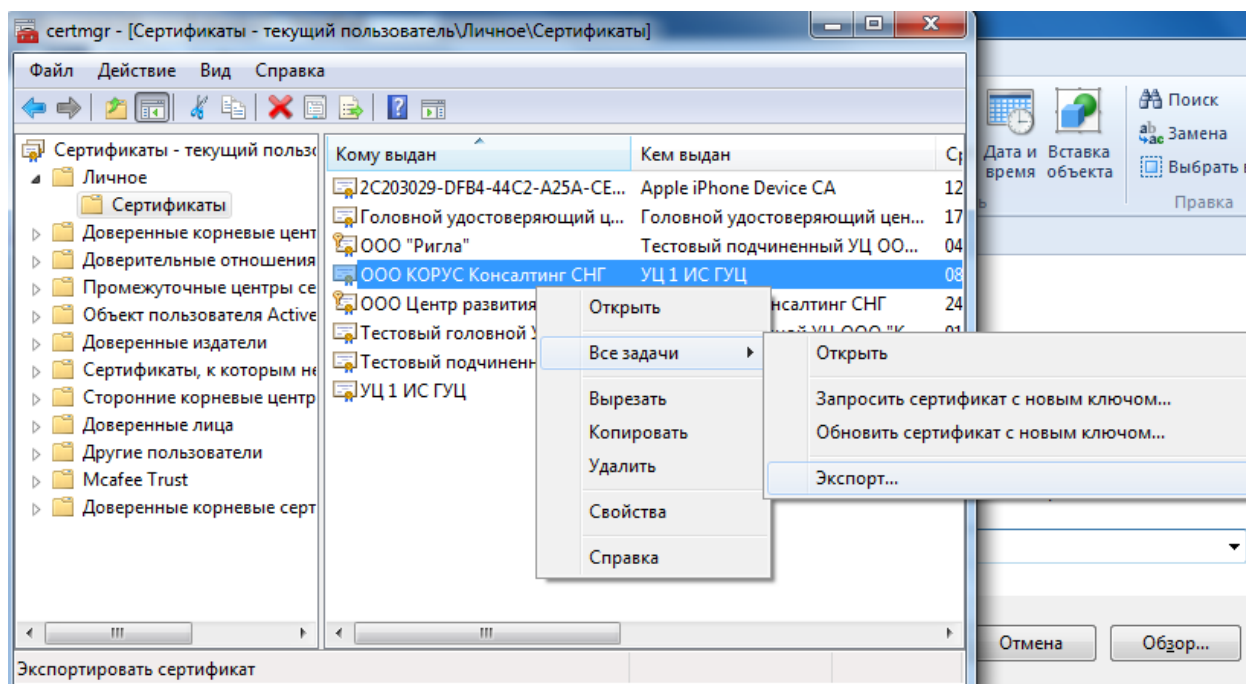 certmgr - [Сертификаты - текущий пользователь\Личное\Сертификаты]
Файл Действие Вид Справка
Сертификаты - текущий польз
Личное
Сертификаты
Доверенные корневые цент
Доверительные отношения
Промежуточные центры се
Объект пользователя Active
Доверенные издатели
Сертификаты, к которым не
Сторонние корневые центр
Доверенные лица
Другие пользователи
Mcafee Trust
Доверенные корневые серт
Кому выдан Кем выдан Ср
2C203029-DFB4-44C2-A25A-CE... Apple iPhone Device CA 12
Головной удостоверяющий ц... Головной удостоверяющий цен... 17
ООО "Ригла" Тестовый подчиненный УЦ ОО... 04
ООО КОРУС Консалтинг СНГ УЦ 1 ИС ГУЦ 08
ООО Центр развития нсалтинг СНГ 24
Тестовый головной УЦ ООО "К 01
Тестовый подчиненн
УЦ 1 ИС ГУЦ
Открыть
Все задачи
Вырезать
Копировать
Удалить
Свойства
Справка
Открыть
Запросить сертификат с новым ключом...
Обновить сертификат с новым ключом...
Экспорт...
Экспортировать сертификат
Дата и время
Вставка объекта
Поиск
Замена
Выбрать
Правка
Отмена Обзор...